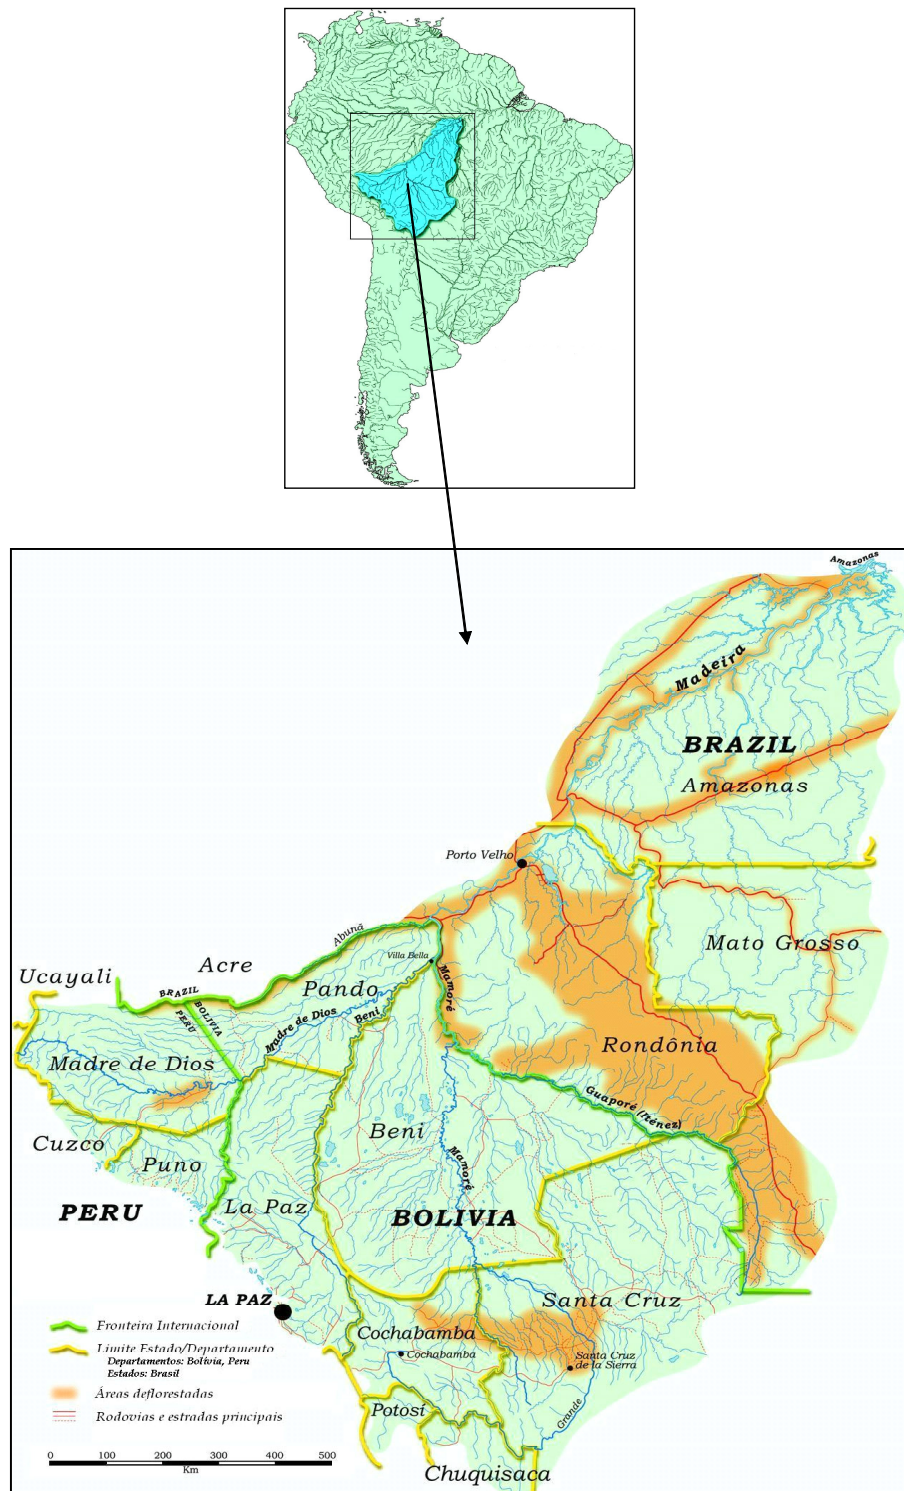 Amazonas
Madeira
BRAZIL
Amazonas
Porto Velho
Abunã
Villa Bella
Mamoré
Mato Grosso
Acre
Ucayali
BRAZIL
BOLIVIA
PERU
Pando
Madre de Dios
Beni
Madre de Dios
Rondônia
Guaporé (Iténez)
Beni
Mamoré
Cuzco
Puno
La Paz
PERU
BOLIVIA
LA PAZ
Santa Cruz
Cochabamba
Cochabamba
Santa Cruz
de la Sierra
Potosí
Grande
Chuquisaca
Fronteira Internacional
Limite Estado/Departamento
Departamentos: Bolívia, Peru
Estados: Brasil
Áreas deflorestadas
Rodovias e estradas principais
0 100 200 300 400 500
Km